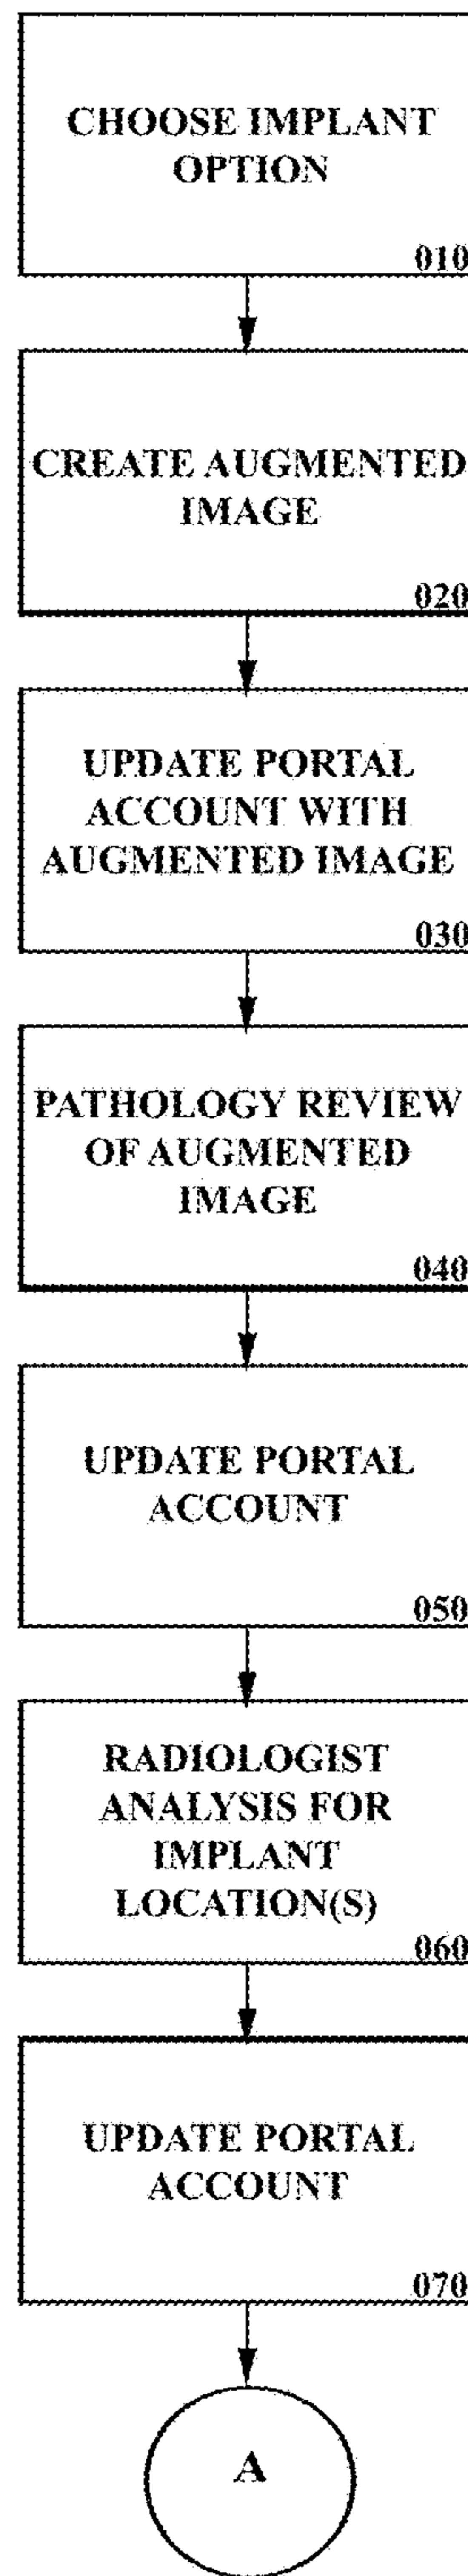 CHOOSE IMPLANT
OPTION
010
CREATE AUGMENTED
IMAGE
020
UPDATE PORTAL
ACCOUNT WITH
AUGMENTED IMAGE
030
PATHOLOGY REVIEW
OF AUGMENTED
IMAGE
040
UPDATE PORTAL
ACCOUNT
050
RADIOLOGIST
ANALYSIS FOR
IMPLANT
LOCATION(S)
060
UPDATE PORTAL
ACCOUNT
070
A